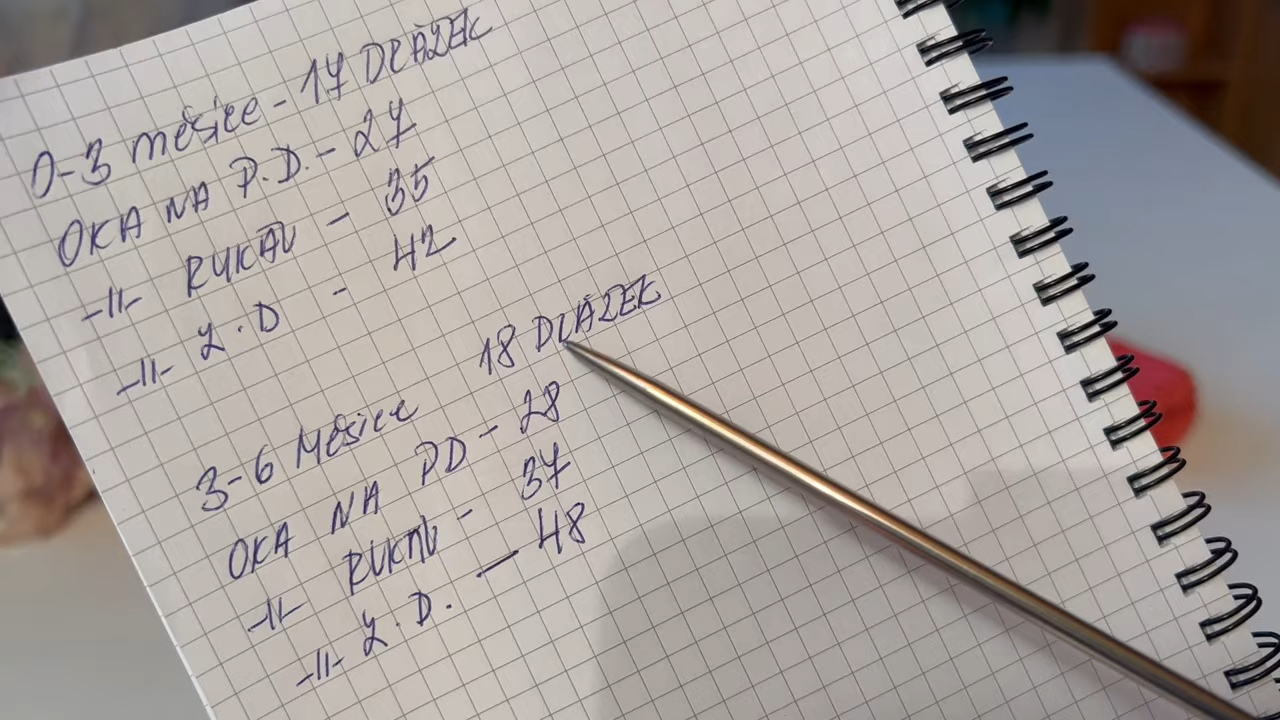 0-3 měsíce - 17 DLÁŽEK
OKA NA P.D. - 27
-11- RUKÁV - 35
-11- Z.D - 42
3-6 Měsíce 18 DLÁŽEK
OKA NA PD - 28
-11- RUKÁV - 37
-11- Z.D. - 48